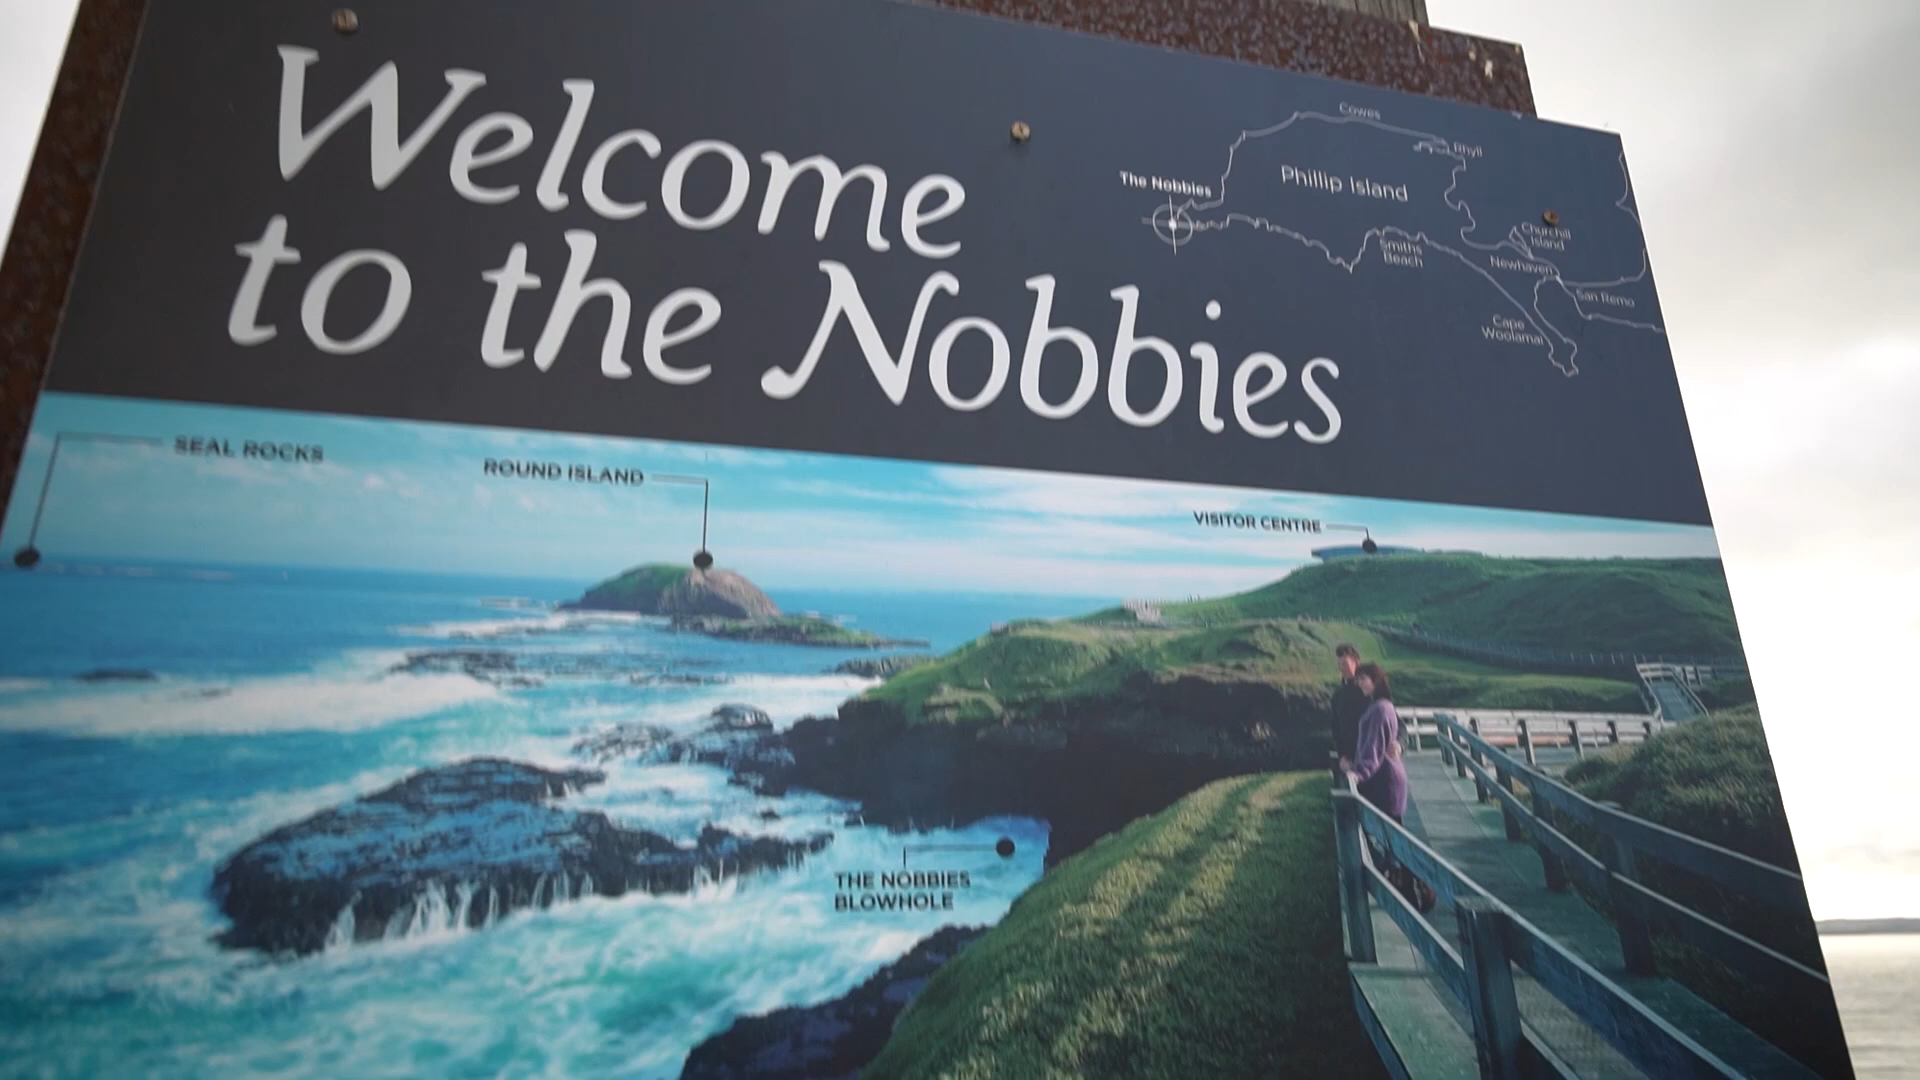 Welcome
to the Nobbies
Cowes
Rhyll
The Nobbies
Phillip Island
Churchill
Island
Smiths
Beach
Newhaven
San Remo
Cape
Woolamai
SEAL ROCKS
ROUND ISLAND
VISITOR CENTRE
THE NOBBIES
BLOWHOLE